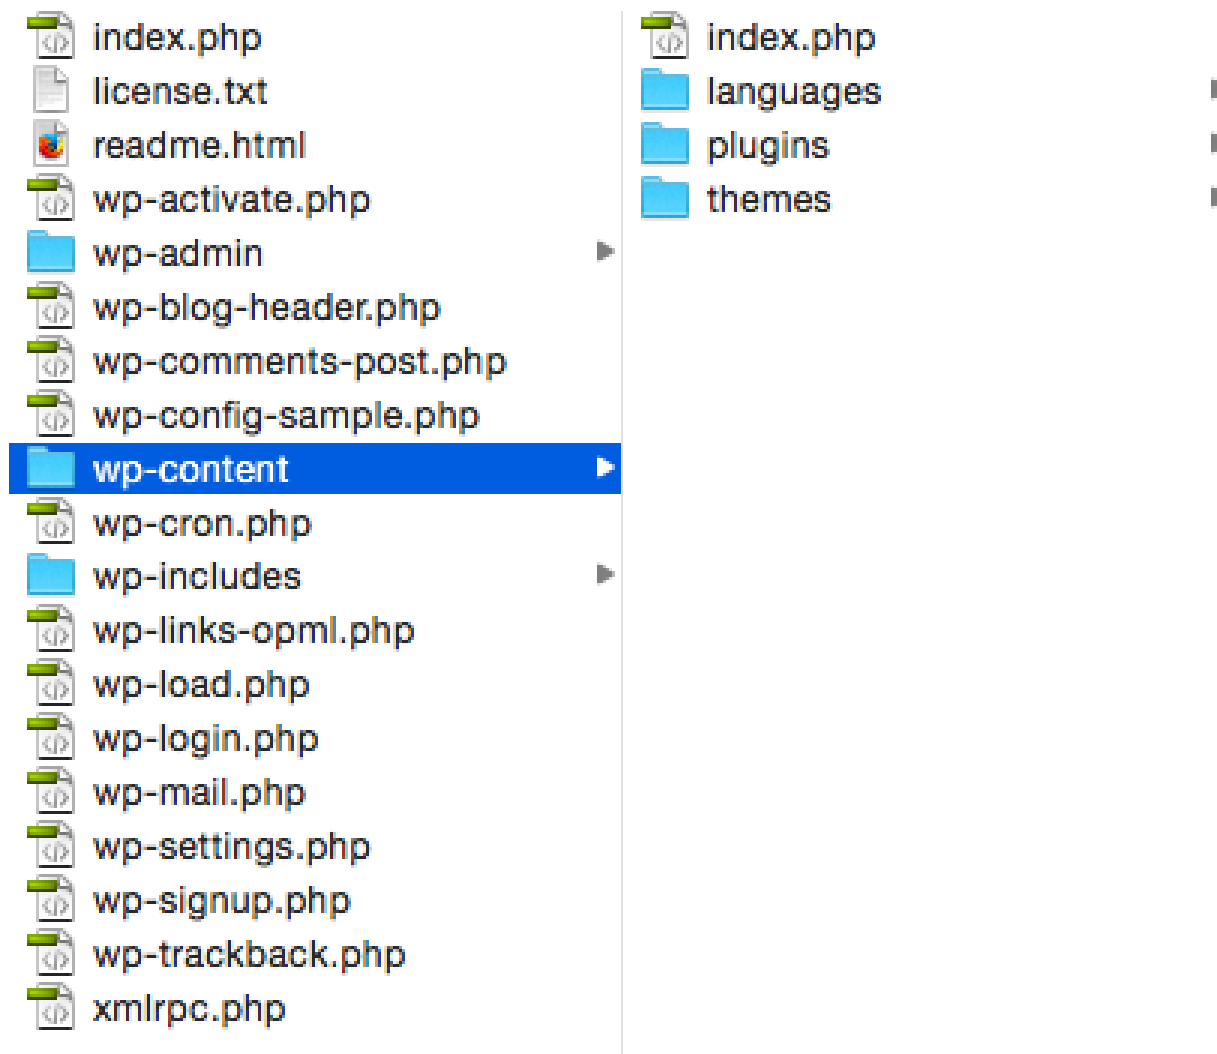 index.php
license.txt
readme.html
wp-activate.php
wp-admin
wp-blog-header.php
wp-comments-post.php
wp-config-sample.php
wp-content
wp-cron.php
wp-includes
wp-links-opml.php
wp-load.php
wp-login.php
wp-mail.php
wp-settings.php
wp-signup.php
wp-trackback.php
xmlrpc.php
index.php
languages
plugins
themes